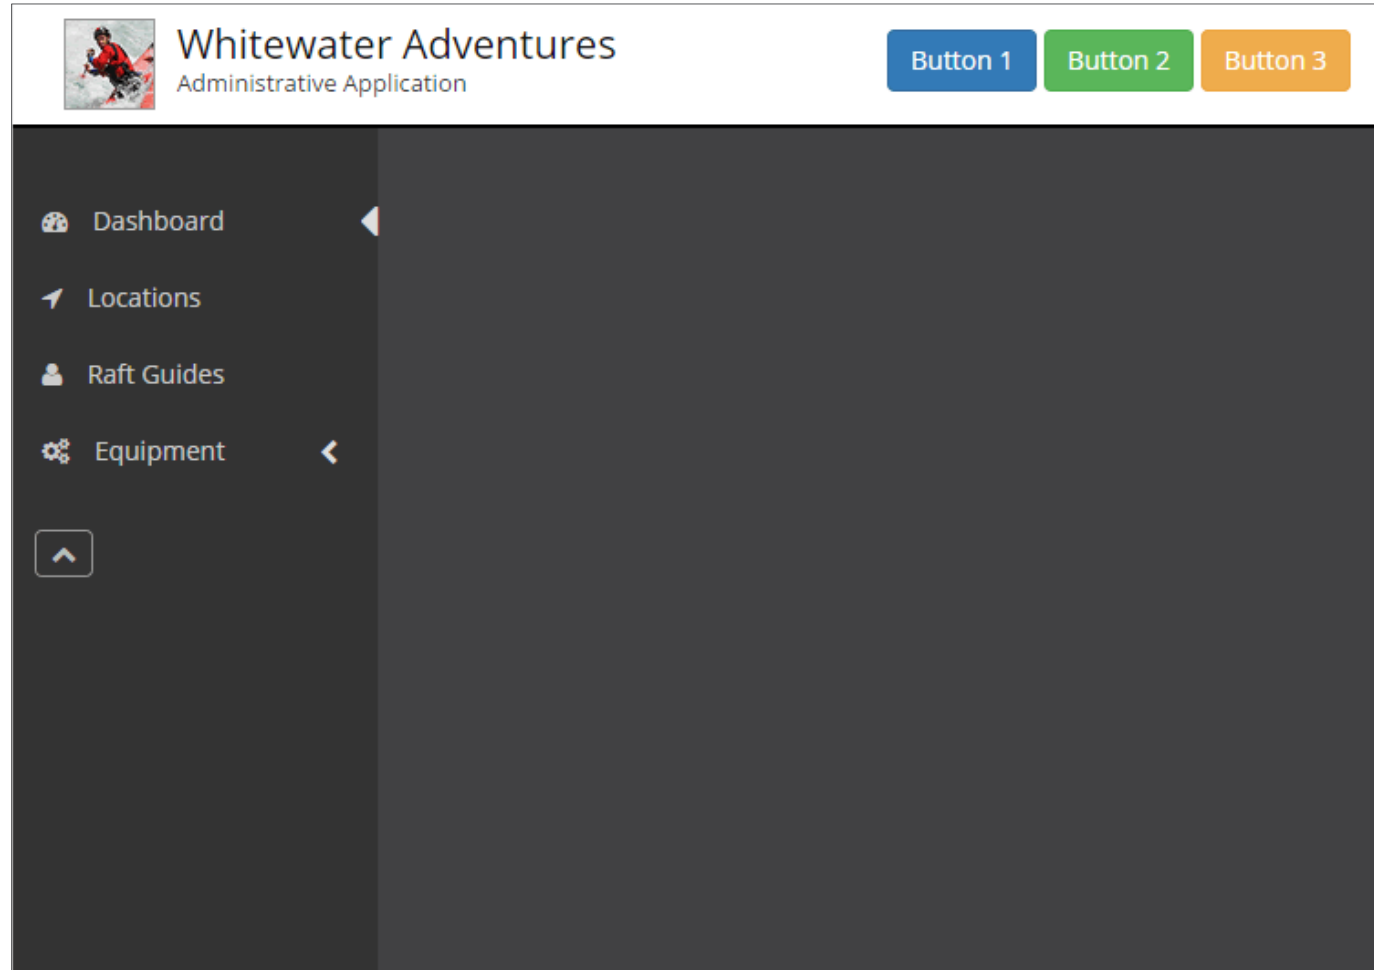 Whitewater Adventures
Administrative Application
Button 1
Button 2
Button 3
Dashboard
Locations
Raft Guides
Equipment